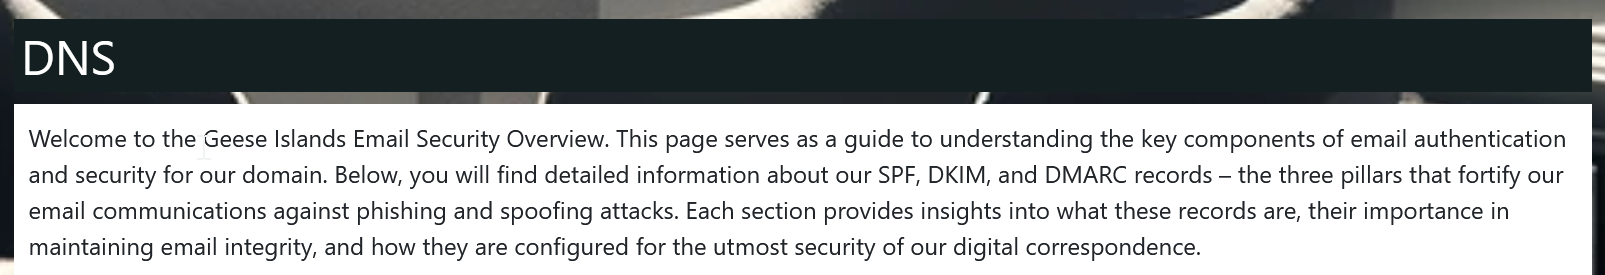 DNS
Welcome to the Geese Islands Email Security Overview. This page serves as a guide to understanding the key components of email authentication
and security for our domain. Below, you will find detailed information about our SPF, DKIM, and DMARC records – the three pillars that fortify our
email communications against phishing and spoofing attacks. Each section provides insights into what these records are, their importance in
maintaining email integrity, and how they are configured for the utmost security of our digital correspondence.